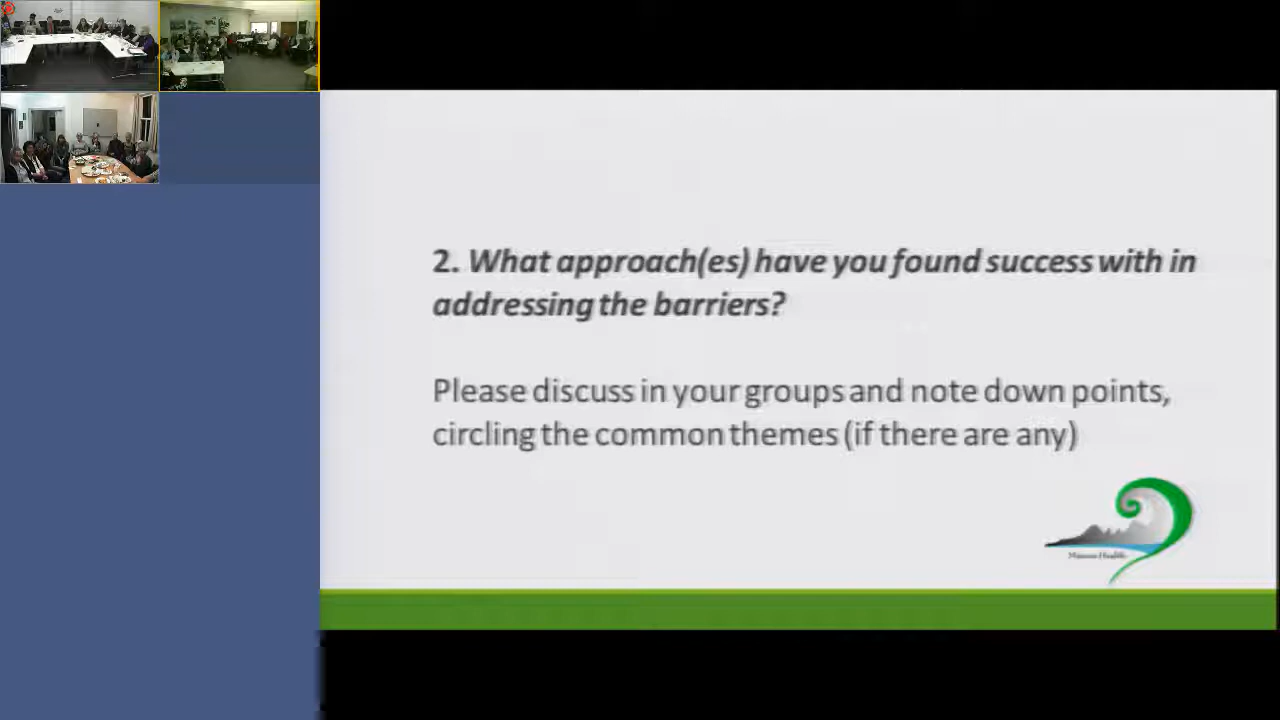 2. What approach(es) have you found success with in
addressing the barriers?
Please discuss in your groups and note down points,
circling the common themes (if there are any)